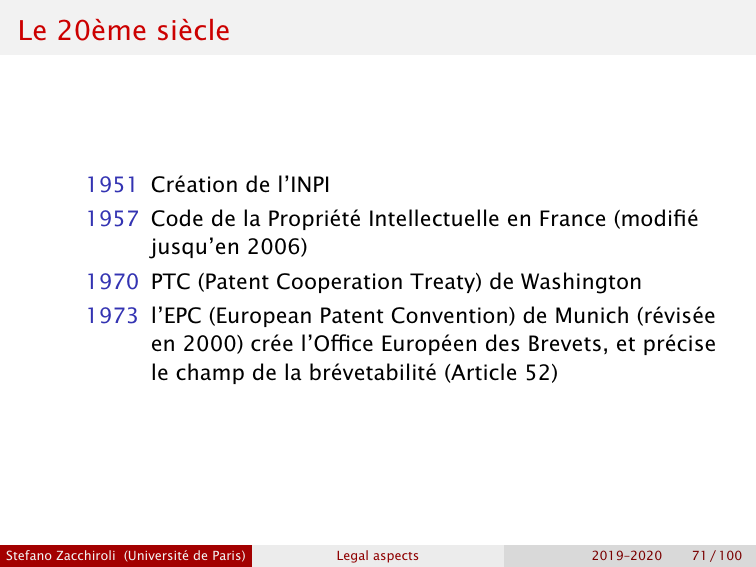 Le 20ème siècle
1951 Création de l'INPI
1957 Code de la Propriété Intellectuelle en France (modifié
jusqu'en 2006)
1970 PTC (Patent Cooperation Treaty) de Washington
1973 l'EPC (European Patent Convention) de Munich (révisée
en 2000) crée l'Office Européen des Brevets, et précise
le champ de la brévetabilité (Article 52)
Stefano Zacchiroli (Université de Paris) Legal aspects 2019–2020 71 / 100